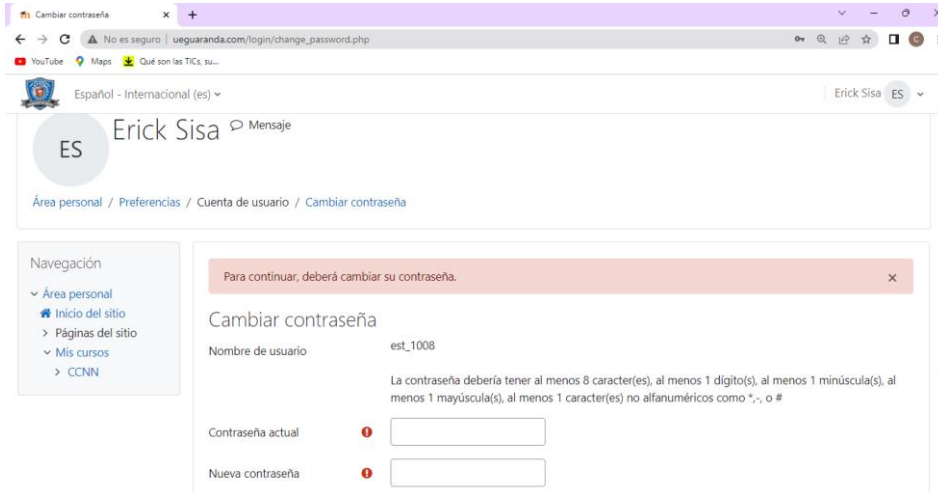 Cambiar contraseña
No es seguro | ueguaranda.com/login/change_password.php
YouTube Maps Qué son las TICs, su...
Español - Internacional (es)
Erick Sisa ES
ES
Erick Sisa Mensaje
Área personal / Preferencias / Cuenta de usuario / Cambiar contraseña
Navegación
Área personal
Inicio del sitio
Páginas del sitio
Mis cursos
CCNN
Para continuar, deberá cambiar su contraseña.
Cambiar contraseña
Nombre de usuario est_1008
La contraseña debería tener al menos 8 caracter(es), al menos 1 dígito(s), al menos 1 minúscula(s), al
menos 1 mayúscula(s), al menos 1 caracter(es) no alfanuméricos como *,-, o #
Contraseña actual
Nueva contraseña